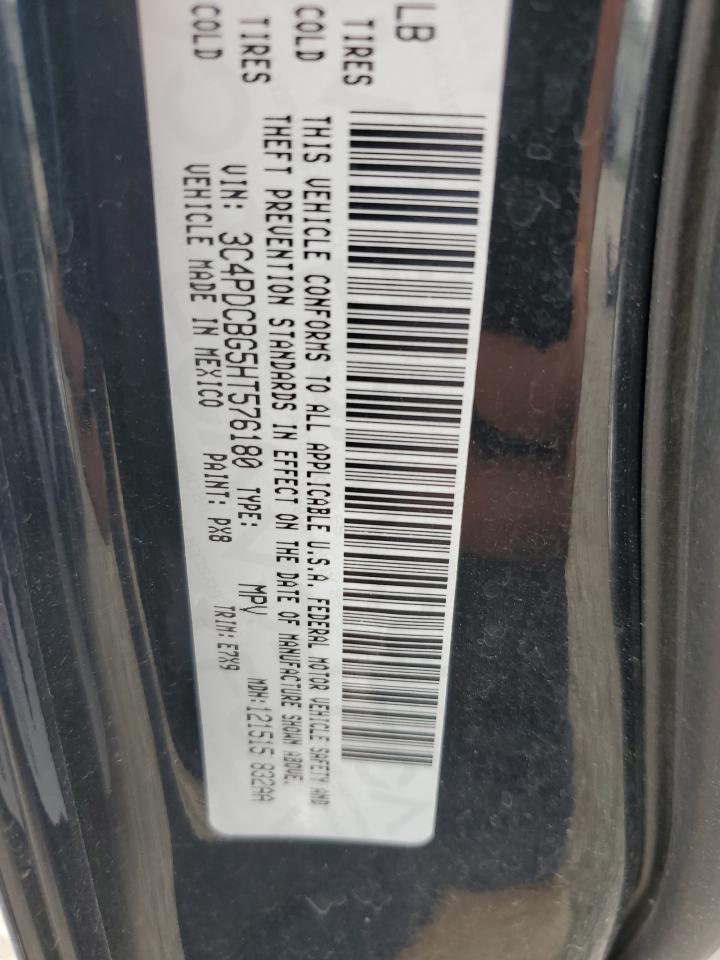 LB
TIRES COLD
TIRES COLD
THIS VEHICLE CONFORMS TO ALL APPLICABLE U.S.A. FEDERAL MOTOR VEHICLE SAFETY AND
THEFT PREVENTION STANDARDS IN EFFECT ON THE DATE OF MANUFACTURE SHOWN ABOVE.
VIN: 3C4PDCBG5HT576180 TYPE: MPV MDH:121515 832AA
VEHICLE MADE IN MEXICO PAINT: PX8 TRIM: E7X9